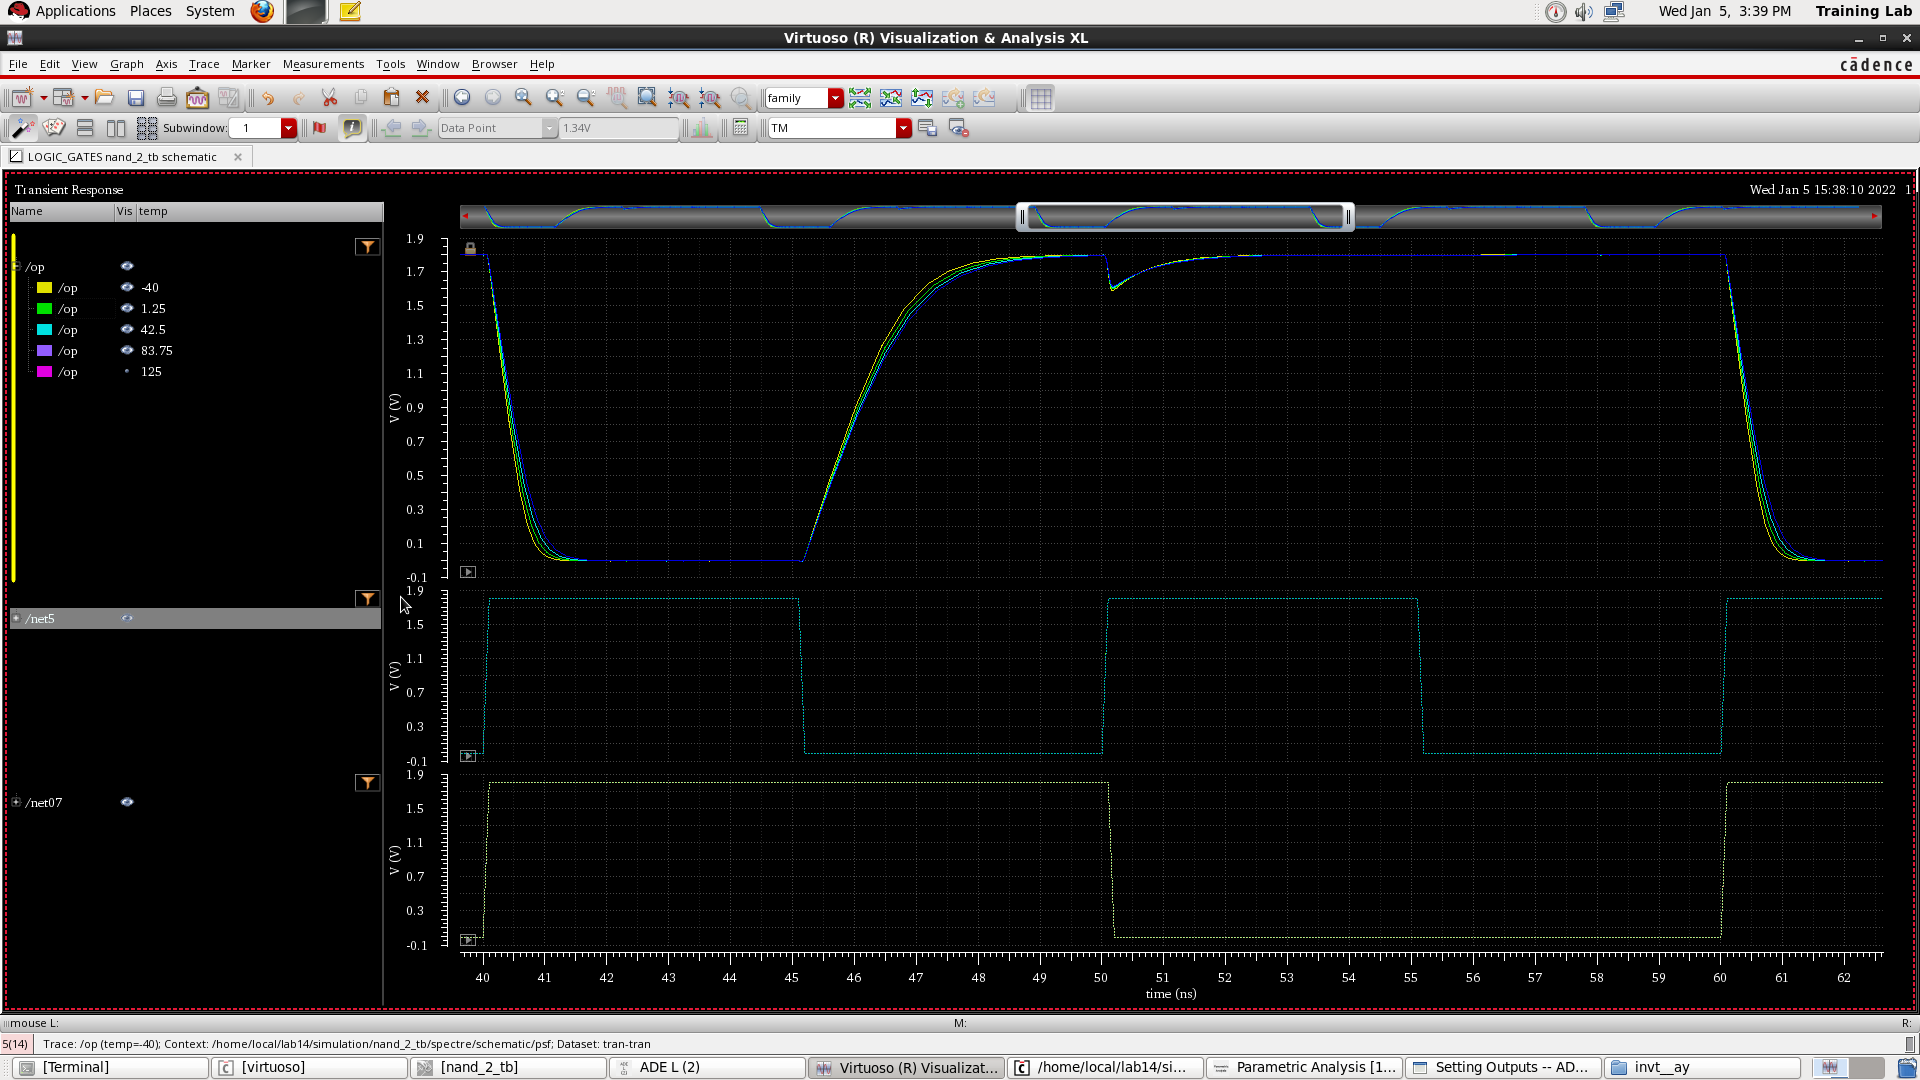 Applications Places System Wed Jan 5, 3:39 PM Training Lab
Virtuoso (R) Visualization & Analysis XL
File Edit View Graph Axis Trace Marker Measurements Tools Window Browser Help cādence
family
Subwindow: 1 Data Point 1.34V TM
LOGIC_GATES nand_2_tb schematic
Transient Response Wed Jan 5 15:38:10 2022 1
Name Vis temp
/op
/op -40
/op 1.25
/op 42.5
/op 83.75
/op 125
1.9
1.7
1.5
1.3
1.1
0.9
0.7
0.5
0.3
0.1
-0.1
V (V)
/net5
1.9
1.5
1.1
0.7
0.3
-0.1
V (V)
/net07
1.9
1.5
1.1
0.7
0.3
-0.1
V (V)
40 41 42 43 44 45 46 47 48 49 50 51 52 53 54 55 56 57 58 59 60 61 62
time (ns)
mouse L: M: R:
5(14) Trace: /op (temp=-40); Context: /home/local/lab14/simulation/nand_2_tb/spectre/schematic/psf; Dataset: tran-tran
[Terminal] [virtuoso] [nand_2_tb] ADE L (2) Virtuoso (R) Visualizat... /home/local/lab14/si... Parametric Analysis [1... Setting Outputs -- AD... invt__ay